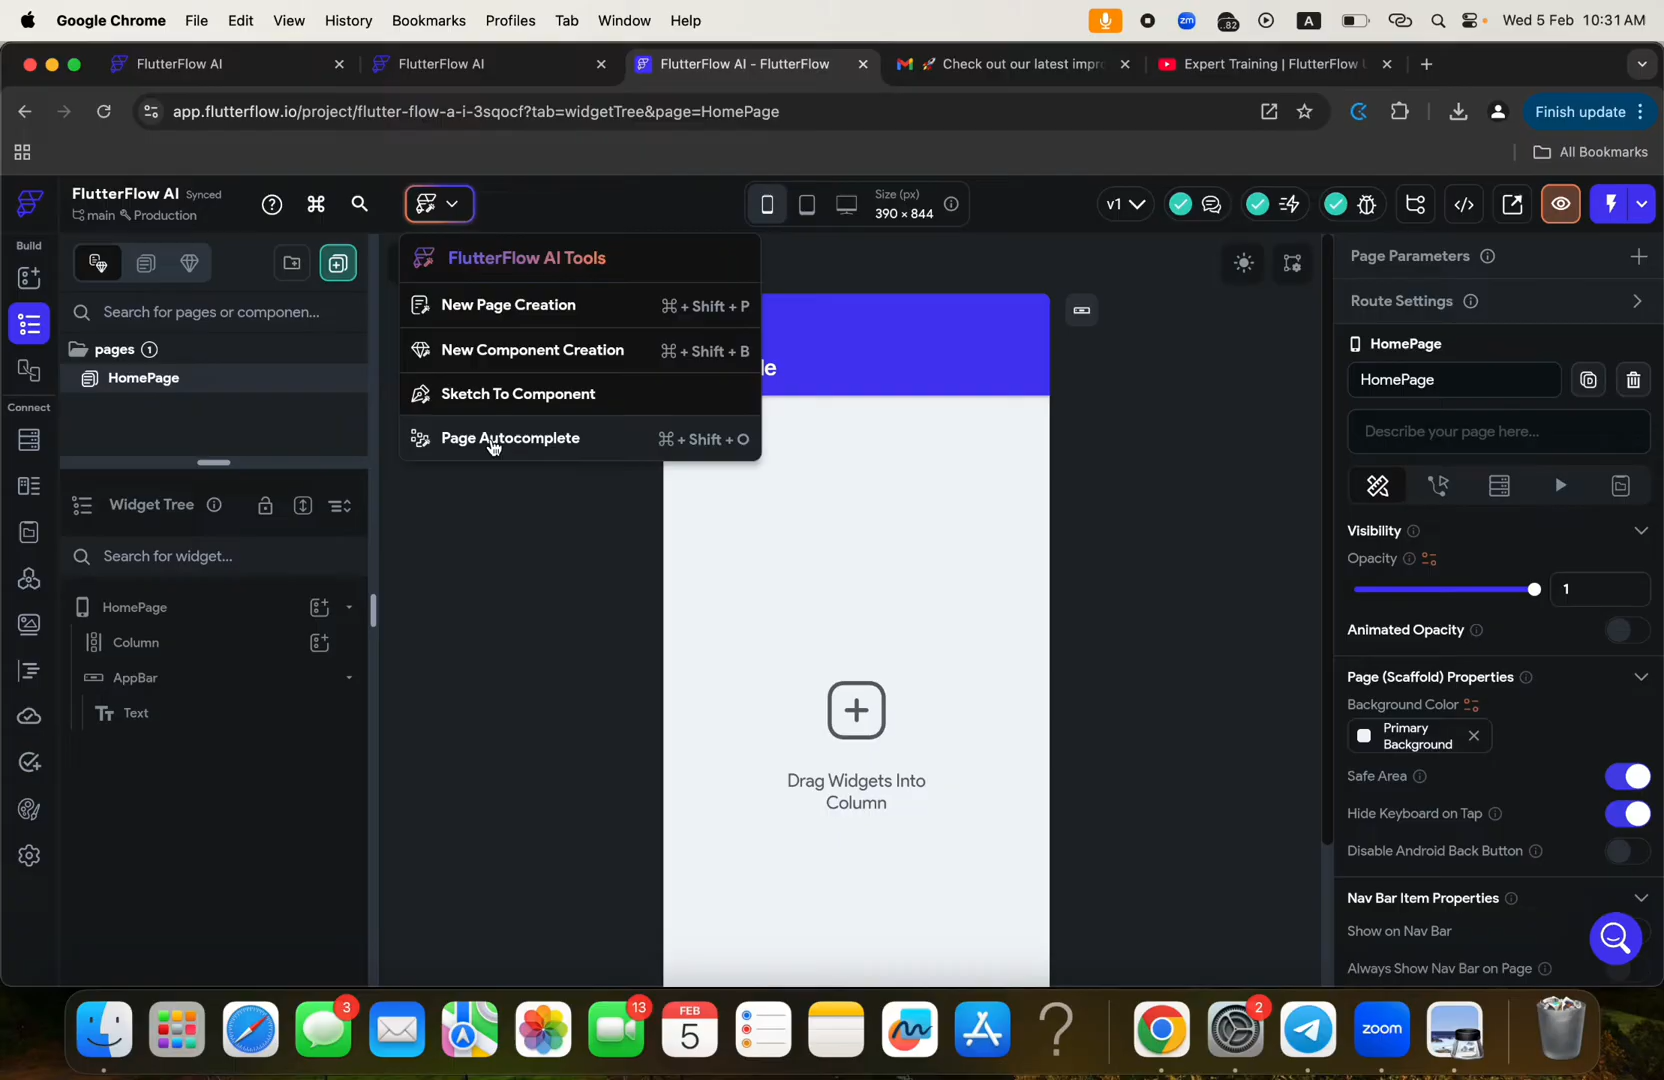 Google Chrome File Edit View History Bookmarks Profiles Tab Window Help
zm .82 A Wed 5 Feb 10:31 AM
FlutterFlow AI FlutterFlow AI FlutterFlow AI - FlutterFlow Check out our latest impro Expert Training | FlutterFlow
app.flutterflow.io/project/flutter-flow-a-i-3sqocf?tab=widgetTree&page=HomePage
Finish update
All Bookmarks
FlutterFlow AI Synced
main Production
Size (px)
390 × 844
v1
Build
Connect
Search for pages or componen...
pages 1
HomePage
Widget Tree
Search for widget...
HomePage
Column
AppBar
Tт Text
FlutterFlow AI Tools
New Page Creation ⌘ + Shift + P
New Component Creation ⌘ + Shift + B
Sketch To Component
Page Autocomplete ⌘ + Shift + O
le
Drag Widgets Into
Column
Page Parameters
Route Settings
HomePage
HomePage
Describe your page here...
Visibility
Opacity
1
Animated Opacity
Page (Scaffold) Properties
Background Color
Primary
Background
Safe Area
Hide Keyboard on Tap
Disable Android Back Button
Nav Bar Item Properties
Show on Nav Bar
Always Show Nav Bar on Page
3
13
FEB
5
2
zoom